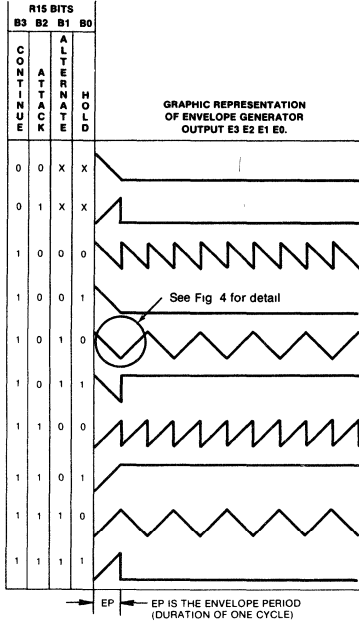 R15 BITS
B3 B2 B1 B0
CONTINUE
ATTACK
ALTERNATE
HOLD
GRAPHIC REPRESENTATION
OF ENVELOPE GENERATOR
OUTPUT E3 E2 E1 E0.
0 0 X X
0 1 X X
1 0 0 0
1 0 0 1
See Fig 4 for detail
1 0 1 0
1 0 1 1
1 1 0 0
1 1 0 1
1 1 1 0
1 1 1 1
EP
EP IS THE ENVELOPE PERIOD
(DURATION OF ONE CYCLE)